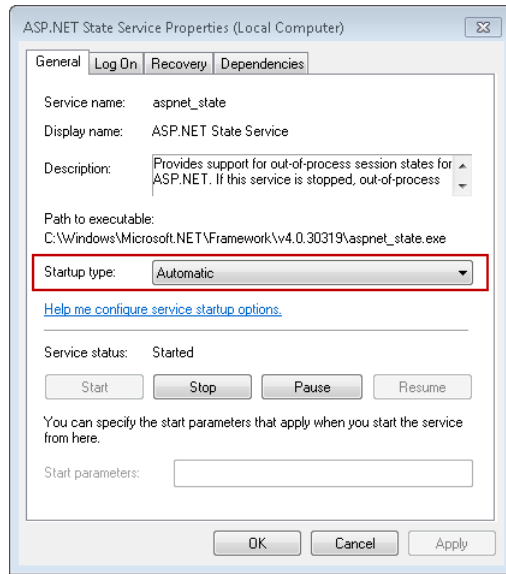 ASP.NET State Service Properties (Local Computer)
General Log On Recovery Dependencies
Service name: aspnet_state
Display name: ASP.NET State Service
Description: Provides support for out-of-process session states for
ASP.NET. If this service is stopped, out-of-process
Path to executable:
C:\Windows\Microsoft.NET\Framework\v4.0.30319\aspnet_state.exe
Startup type: Automatic
Help me configure service startup options.
Service status: Started
Start Stop Pause Resume
You can specify the start parameters that apply when you start the service
from here.
Start parameters:
OK Cancel Apply